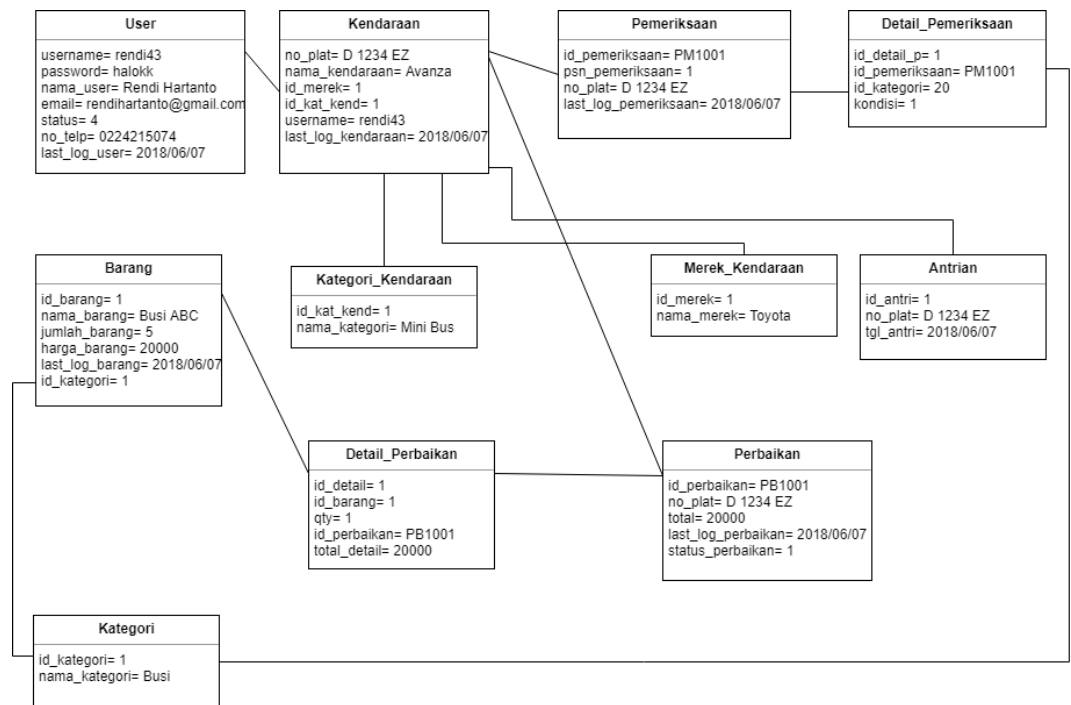 User
username= rendi43
password= halokk
nama_user= Rendi Hartanto
email= rendihartanto@gmail.com
status= 4
no_telp= 0224215074
last_log_user= 2018/06/07
Kendaraan
no_plat= D 1234 EZ
nama_kendaraan= Avanza
id_merek= 1
id_kat_kend= 1
username= rendi43
last_log_kendaraan= 2018/06/07
Pemeriksaan
id_pemeriksaan= PM1001
psn_pemeriksaan= 1
no_plat= D 1234 EZ
last_log_pemeriksaan= 2018/06/07
Detail_Pemeriksaan
id_detail_p= 1
id_pemeriksaan= PM1001
id_kategori= 20
kondisi= 1
Barang
id_barang= 1
nama_barang= Busi ABC
jumlah_barang= 5
harga_barang= 20000
last_log_barang= 2018/06/07
id_kategori= 1
Kategori_Kendaraan
id_kat_kend= 1
nama_kategori= Mini Bus
Merek_Kendaraan
id_merek= 1
nama_merek= Toyota
Antrian
id_antri= 1
no_plat= D 1234 EZ
tgl_antri= 2018/06/07
Detail_Perbaikan
id_detail= 1
id_barang= 1
qty= 1
id_perbaikan= PB1001
total_detail= 20000
Perbaikan
id_perbaikan= PB1001
no_plat= D 1234 EZ
total= 20000
last_log_perbaikan= 2018/06/07
status_perbaikan= 1
Kategori
id_kategori= 1
nama_kategori= Busi